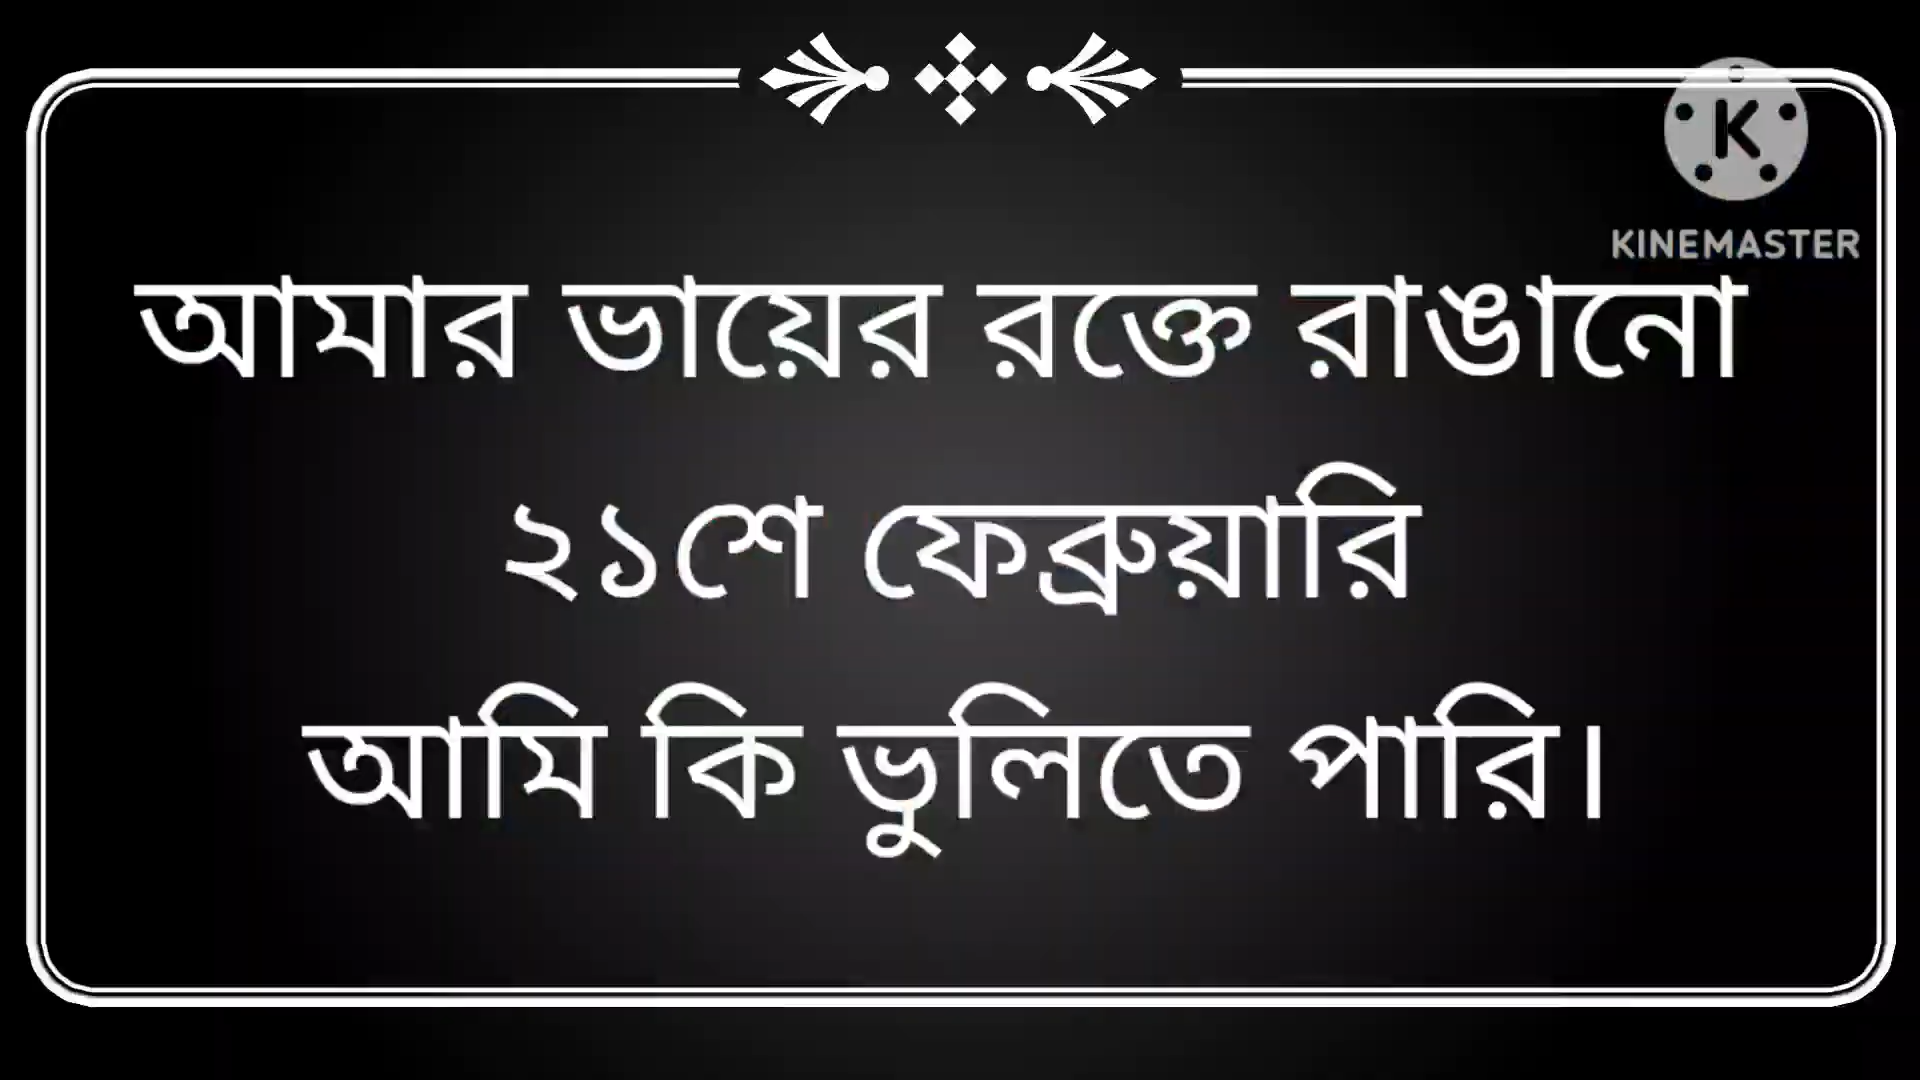 KINEMASTER
আমার ভায়ের রক্তে রাঙানো
২১শে ফেব্রুয়ারি
আমি কি ভুলিতে পারি।